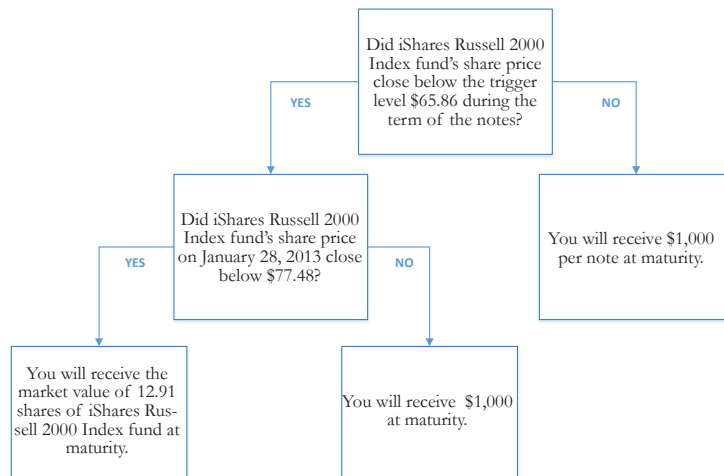 Did iShares Russell 2000
Index fund’s share price
close below the trigger
level $65.86 during the
term of the notes?
YES
NO
Did iShares Russell 2000
Index fund’s share price
on January 28, 2013 close
below $77.48?
You will receive $1,000
per note at maturity.
YES
NO
You will receive the
market value of 12.91
shares of iShares Rus-
sell 2000 Index fund at
maturity.
You will receive $1,000
at maturity.